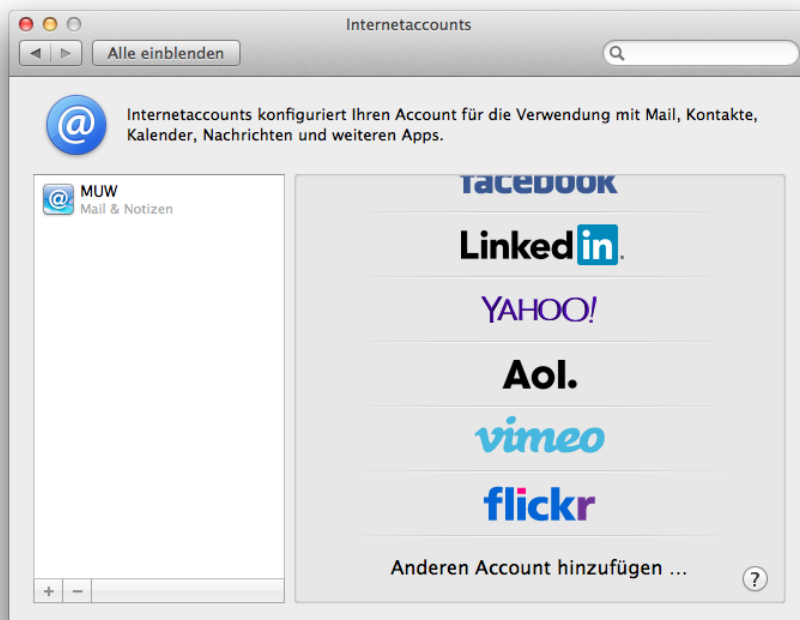 Internetaccounts
Alle einblenden
Internetaccounts konfiguriert Ihren Account für die Verwendung mit Mail, Kontakte,
Kalender, Nachrichten und weiteren Apps.
MUW
Mail & Notizen
facebook
LinkedIn.
YAHOO!
Aol.
vimeo
flickr
Anderen Account hinzufügen ...
?